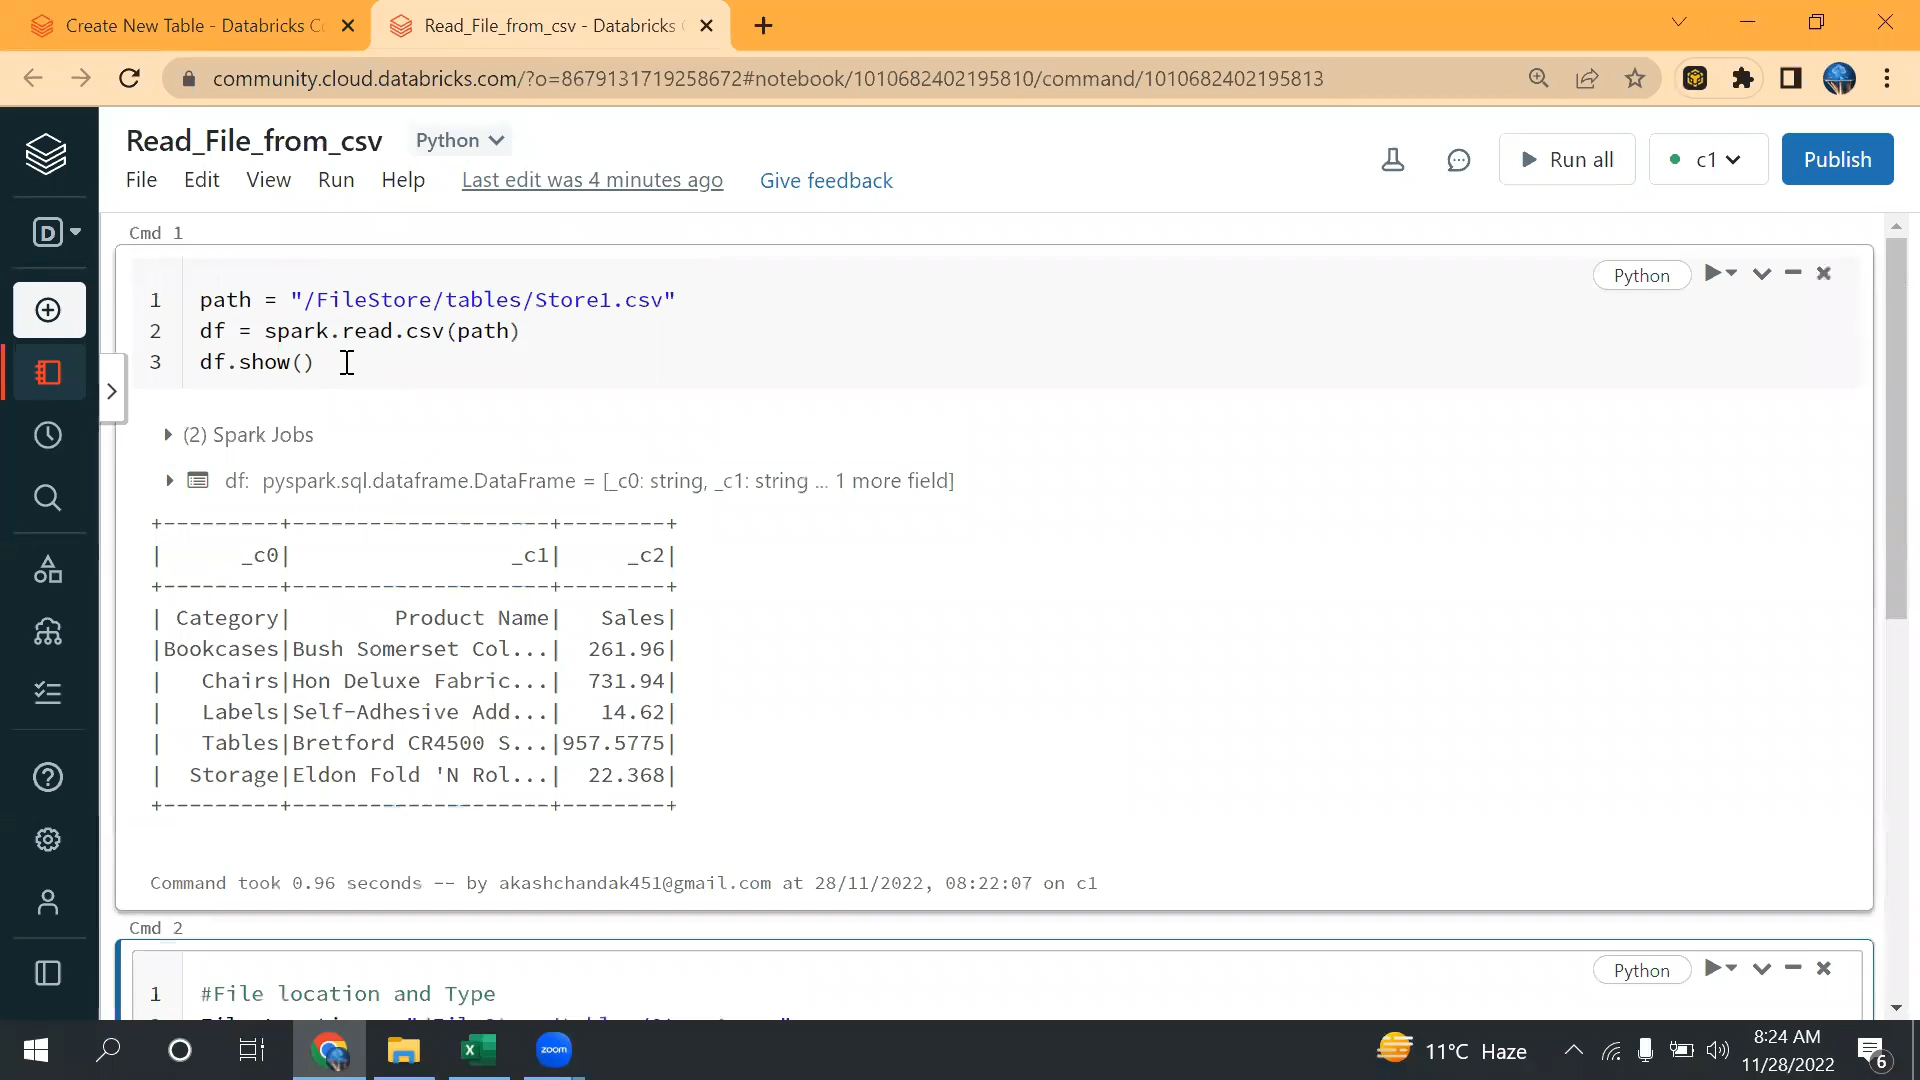 Create New Table - Databricks C
Read_File_from_csv - Databricks
community.cloud.databricks.com/?o=8679131719258672#notebook/1010682402195810/command/1010682402195813
Read_File_from_csv
Python
File
Edit
View
Run
Help
Last edit was 4 minutes ago
Give feedback
Run all
c1
Publish
D
Cmd 1
Python
1 path = "/FileStore/tables/Store1.csv"
2 df = spark.read.csv(path)
3 df.show()
(2) Spark Jobs
df: pyspark.sql.dataframe.DataFrame = [_c0: string, _c1: string ... 1 more field]
+---------+--------------------+--------+
|      _c0|                 _c1|     _c2|
+---------+--------------------+--------+
| Category|        Product Name|   Sales|
|Bookcases|Bush Somerset Col...|  261.96|
|   Chairs|Hon Deluxe Fabric...|  731.94|
|   Labels|Self-Adhesive Add...|   14.62|
|   Tables|Bretford CR4500 S...|957.5775|
|  Storage|Eldon Fold 'N Rol...|  22.368|
+---------+--------------------+--------+
Command took 0.96 seconds -- by akashchandak451@gmail.com at 28/11/2022, 08:22:07 on c1
Cmd 2
Python
1 #File location and Type
zoom
11°C Haze
8:24 AM
11/28/2022
6